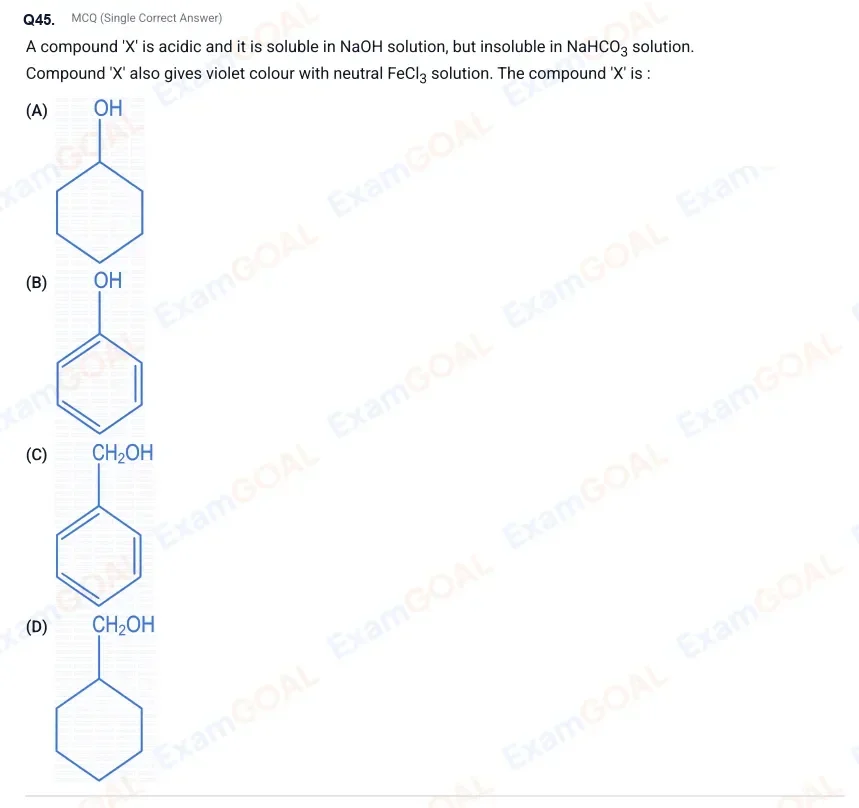 Q45. MCQ (Single Correct Answer)
A compound 'X' is acidic and it is soluble in NaOH solution, but insoluble in NaHCO₃ solution.
Compound 'X' also gives violet colour with neutral FeCl₃ solution. The compound 'X' is :
(A) OH
(B) OH
(C) CH₂OH
(D) CH₂OH
ExamGOAL